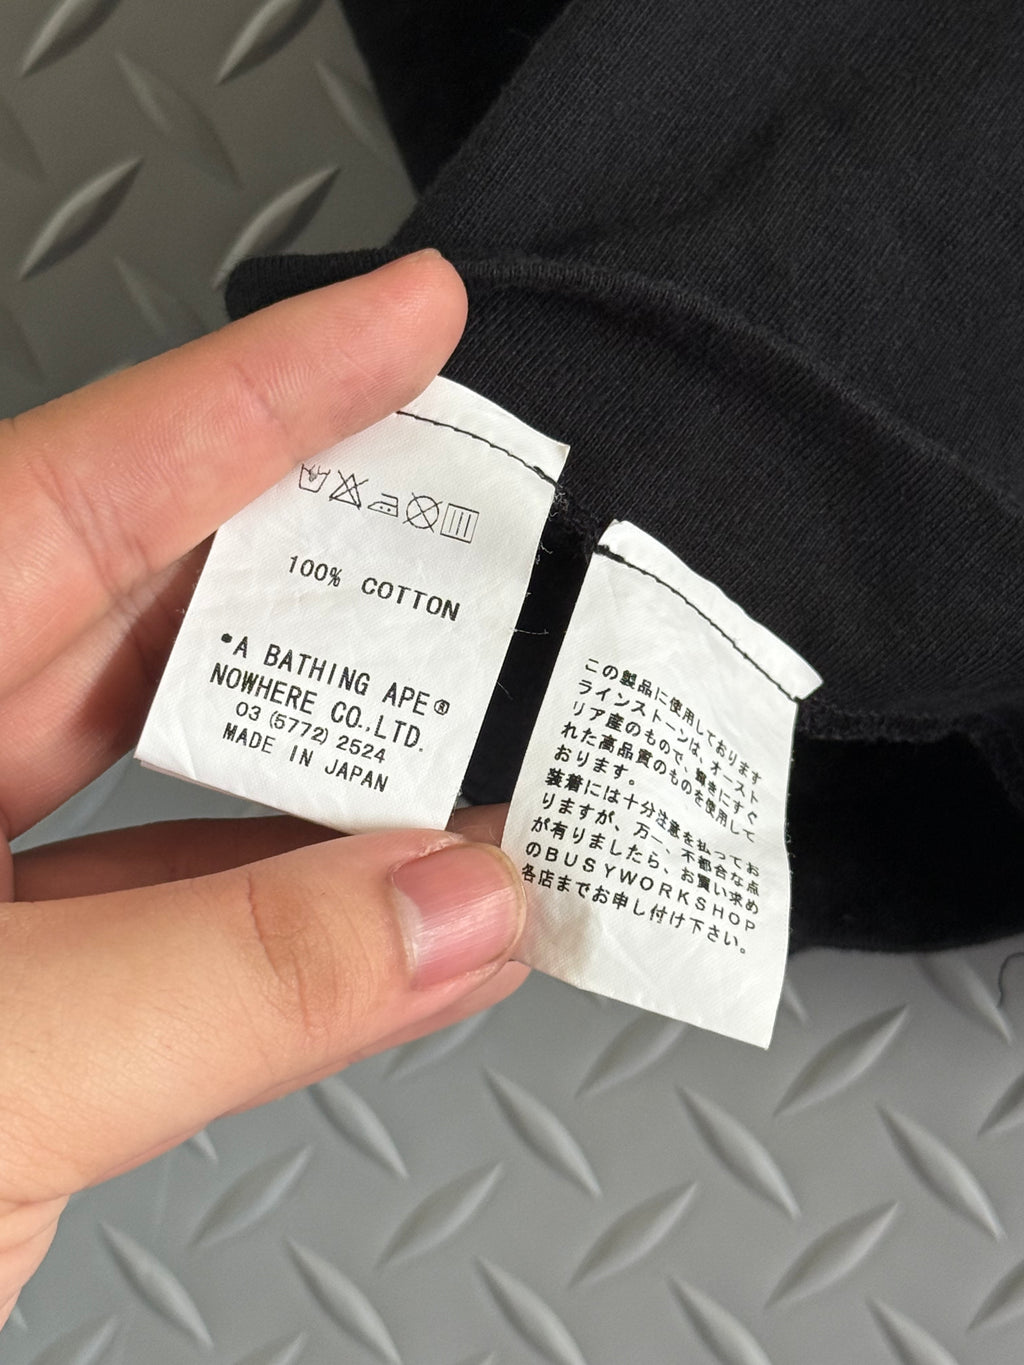 100% COTTON
•A BATHING APE®
NOWHERE CO.,LTD.
03 (5772) 2524
MADE IN JAPAN
この製品に使用しております
ラインストーンは、オースト
リア産のもので、輝きにすぐ
れた高品質のものを使用して
おります。
装着には十分注意を払ってお
りますが、万一、不都合な点
が有りましたら、お買い求め
のBUSYWORKSHOP
各店までお申し付け下さい。